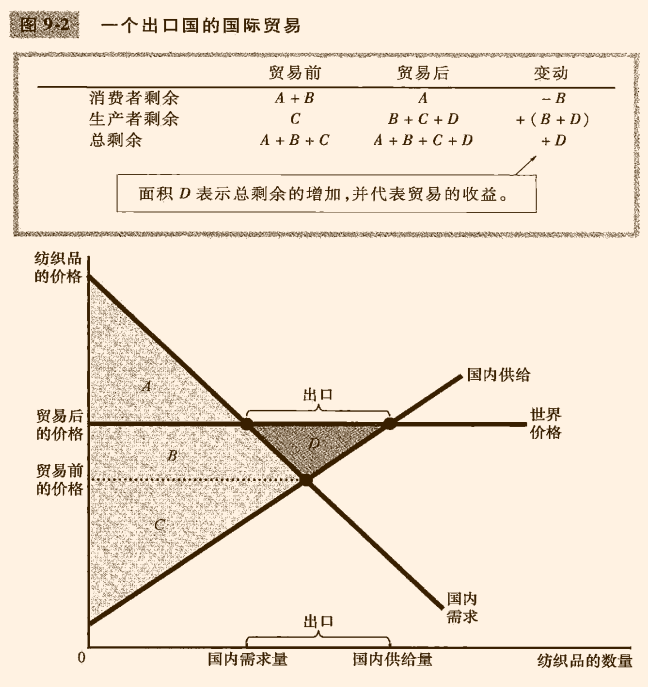 图 9-2 一个出口国的国际贸易
贸易前 贸易后 变动
消费者剩余 A + B A - B
生产者剩余 C B + C + D + ( B + D )
总剩余 A + B + C A + B + C + D + D
面积 D 表示总剩余的增加,并代表贸易的收益。
纺织品
的价格
国内供给
A
出口
贸易后
的价格
世界
价格
D
B
贸易前
的价格
C
国内
需求
出口
0 国内需求量 国内供给量 纺织品的数量